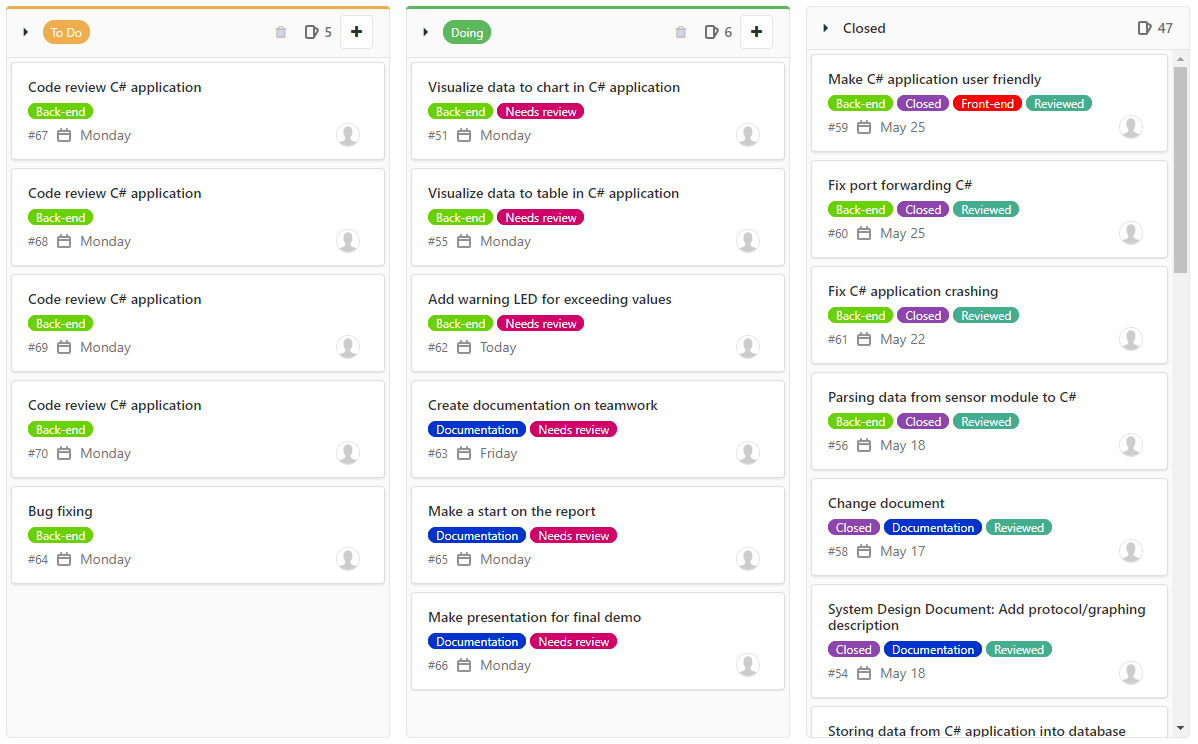 To Do
5
Code review C# application
Back-end
#67 Monday
Code review C# application
Back-end
#68 Monday
Code review C# application
Back-end
#69 Monday
Code review C# application
Back-end
#70 Monday
Bug fixing
Back-end
#64 Monday
Doing
6
Visualize data to chart in C# application
Back-end Needs review
#51 Monday
Visualize data to table in C# application
Back-end Needs review
#55 Monday
Add warning LED for exceeding values
Back-end Needs review
#62 Today
Create documentation on teamwork
Documentation Needs review
#63 Friday
Make a start on the report
Documentation Needs review
#65 Monday
Make presentation for final demo
Documentation Needs review
#66 Monday
Closed
47
Make C# application user friendly
Back-end Closed Front-end Reviewed
#59 May 25
Fix port forwarding C#
Back-end Closed Reviewed
#60 May 25
Fix C# application crashing
Back-end Closed Reviewed
#61 May 22
Parsing data from sensor module to C#
Back-end Closed Reviewed
#56 May 18
Change document
Closed Documentation Reviewed
#58 May 17
System Design Document: Add protocol/graphing
description
Closed Documentation Reviewed
#54 May 18
Storing data from C# application into database